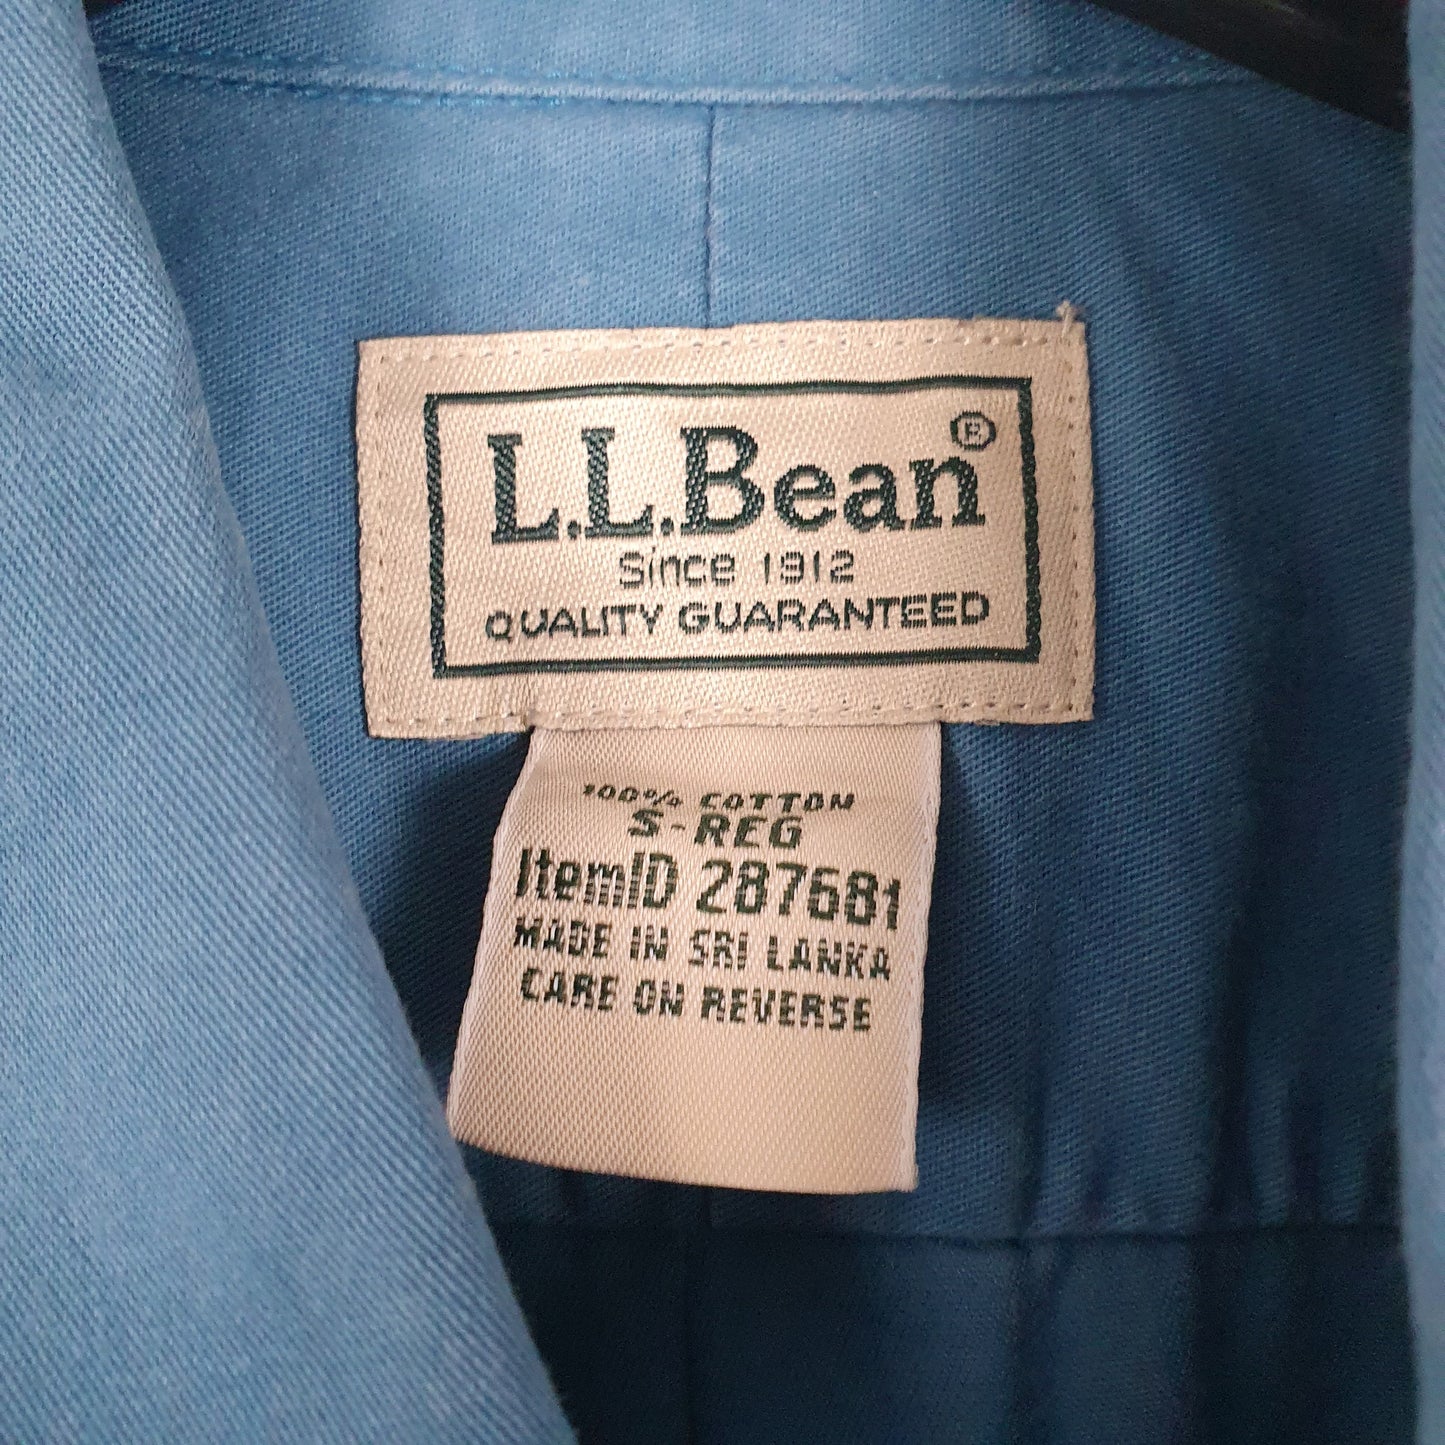 L.L.Bean®
Since 1912
QUALITY GUARANTEED
100% COTTON
S-REG
ItemID 287681
MADE IN SRI LANKA
CARE ON REVERSE